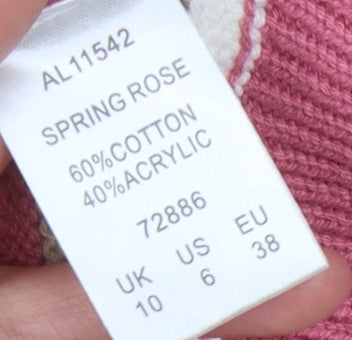 AL11542
SPRING ROSE
60%COTTON
40%ACRYLIC
72886
UK US EU
10 6 38